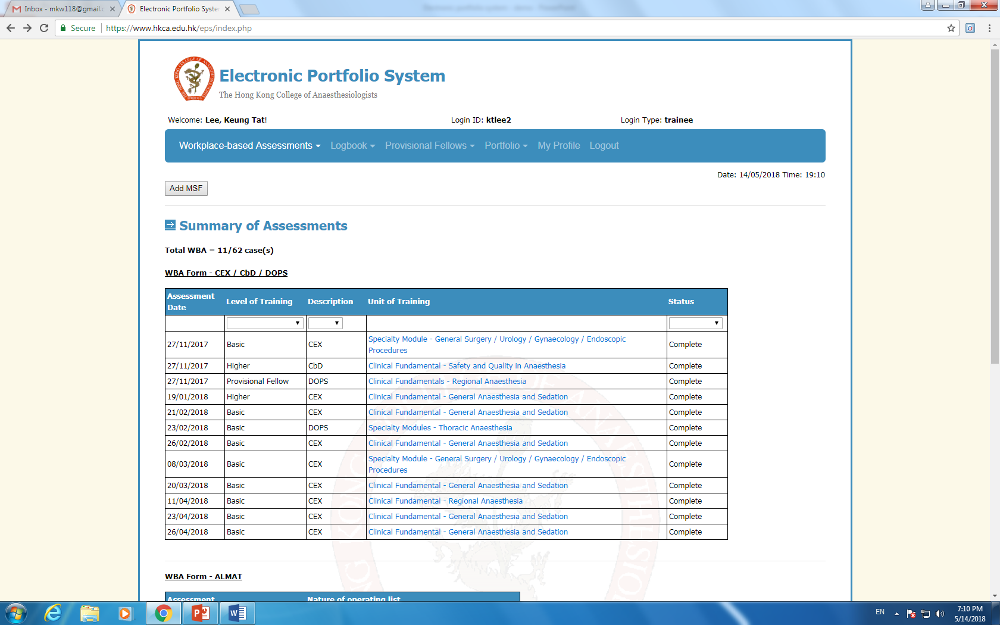 Inbox - mkw118@gmail.c
Electronic Portfolio Syste
Secure
https://www.hkca.edu.hk/eps/index.php
Electronic Portfolio System
The Hong Kong College of Anaesthesiologists
Welcome: Lee, Keung Tat!
Login ID: ktlee2
Login Type: trainee
Workplace-based Assessments Logbook Provisional Fellows Portfolio My Profile Logout
Date: 14/05/2018 Time: 19:10
Add MSF
Summary of Assessments
Total WBA = 11/62 case(s)
WBA Form - CEX / CbD / DOPS
Assessment Date Level of Training Description Unit of Training Status
27/11/2017 Basic CEX Specialty Module - General Surgery / Urology / Gynaecology / Endoscopic Procedures Complete
27/11/2017 Higher CbD Clinical Fundamental - Safety and Quality in Anaesthesia Complete
27/11/2017 Provisional Fellow DOPS Clinical Fundamentals - Regional Anaesthesia Complete
19/01/2018 Higher CEX Clinical Fundamental - General Anaesthesia and Sedation Complete
21/02/2018 Basic CEX Clinical Fundamental - General Anaesthesia and Sedation Complete
23/02/2018 Basic DOPS Specialty Modules - Thoracic Anaesthesia Complete
26/02/2018 Basic CEX Clinical Fundamental - General Anaesthesia and Sedation Complete
08/03/2018 Basic CEX Specialty Module - General Surgery / Urology / Gynaecology / Endoscopic Procedures Complete
20/03/2018 Basic CEX Clinical Fundamental - General Anaesthesia and Sedation Complete
11/04/2018 Basic CEX Clinical Fundamental - Regional Anaesthesia Complete
23/04/2018 Basic CEX Clinical Fundamental - General Anaesthesia and Sedation Complete
26/04/2018 Basic CEX Clinical Fundamental - General Anaesthesia and Sedation Complete
WBA Form - ALMAT
Assessment Nature of operating list
EN
7:10 PM
5/14/2018